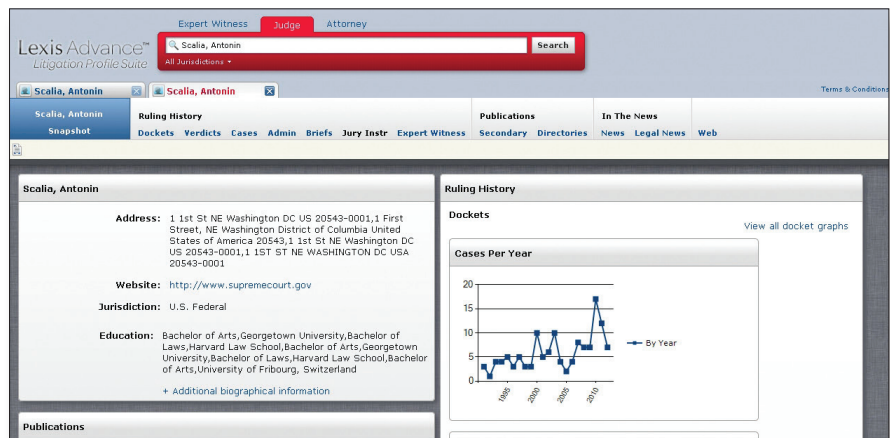 Expert Witness Judge Attorney
Lexis Advance™
Litigation Profile Suite
Scalia, Antonin Search
All Jurisdictions
Scalia, Antonin Scalia, Antonin Terms & Conditions
Scalia, Antonin
Snapshot
Ruling History Publications In The News
Dockets Verdicts Cases Admin Briefs Jury Instr Expert Witness Secondary Directories News Legal News Web
Scalia, Antonin
Address: 1 1st St NE Washington DC US 20543-0001,1 First
Street, NE Washington District of Columbia United
States of America 20543,1 1st St NE Washington DC
US 20543-0001,1 1ST ST NE WASHINGTON DC USA
20543-0001
Website: http://www.supremecourt.gov
Jurisdiction: U.S. Federal
Education: Bachelor of Arts,Georgetown University,Bachelor of
Laws,Harvard Law School,Bachelor of Arts,Georgetown
University,Bachelor of Laws,Harvard Law School,Bachelor
of Arts,University of Fribourg, Switzerland
+ Additional biographical information
Publications
Ruling History
Dockets
View all docket graphs
Cases Per Year
20
15
10
5
0
1995 2000 2005 2010
By Year